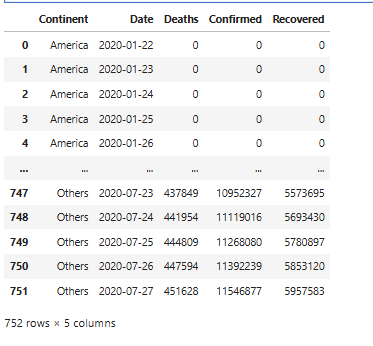 Continent Date Deaths Confirmed Recovered
0 America 2020-01-22 0 0 0
1 America 2020-01-23 0 0 0
2 America 2020-01-24 0 0 0
3 America 2020-01-25 0 0 0
4 America 2020-01-26 0 0 0
... ... ... ... ... ...
747 Others 2020-07-23 437849 10952327 5573695
748 Others 2020-07-24 441954 11119016 5693430
749 Others 2020-07-25 444809 11268080 5780897
750 Others 2020-07-26 447594 11392239 5853120
751 Others 2020-07-27 451628 11546877 5957583
752 rows × 5 columns